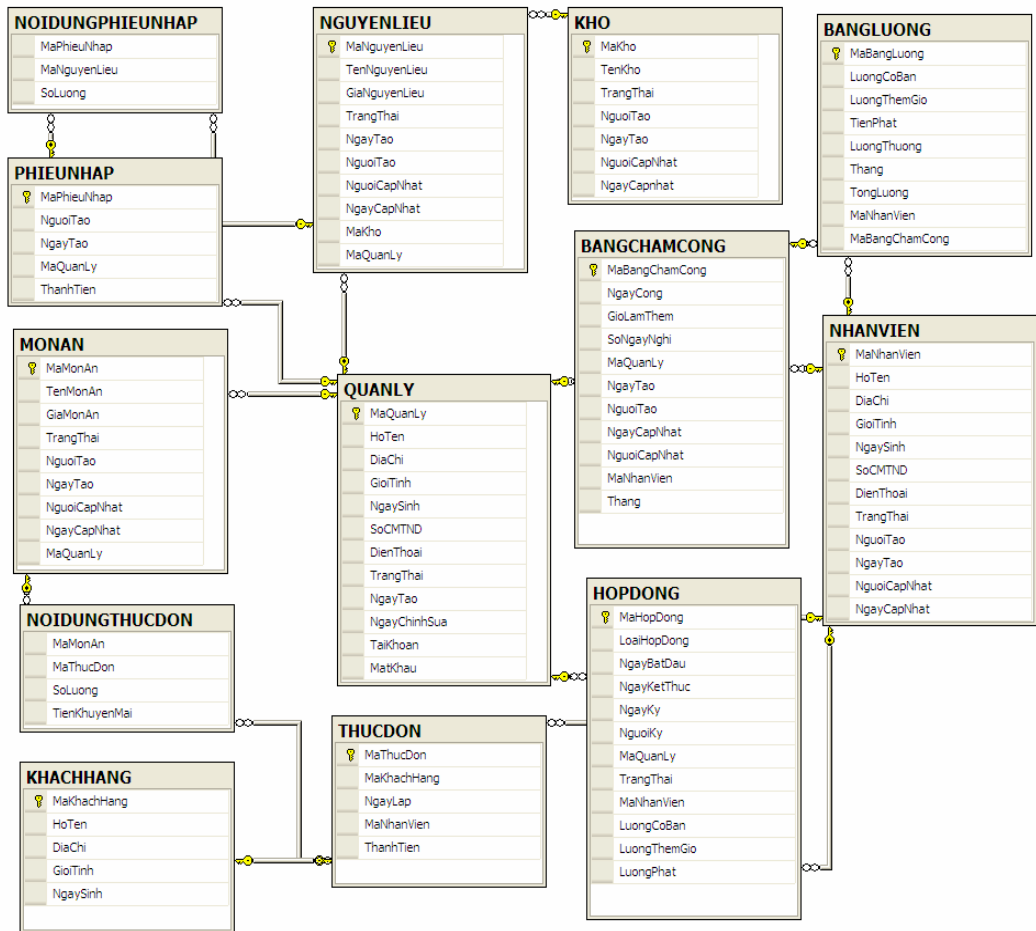 NOIDUNGPHIEUNHAP
MaPhieuNhap
MaNguyenLieu
SoLuong
NGUYENLIEU
MaNguyenLieu
TenNguyenLieu
GiaNguyenLieu
TrangThai
NgayTao
NguoiTao
NguoiCapNhat
NgayCapNhat
MaKho
MaQuanLy
KHO
MaKho
TenKho
TrangThai
NguoiTao
NgayTao
NguoiCapNhat
NgayCapnhat
BANGLUONG
MaBangLuong
LuongCoBan
LuongThemGio
TienPhat
LuongThuong
Thang
TongLuong
MaNhanVien
MaBangChamCong
PHIEUNHAP
MaPhieuNhap
NguoiTao
NgayTao
MaQuanLy
ThanhTien
BANGCHAMCONG
MaBangChamCong
NgayCong
GioLamThem
SoNgayNghi
MaQuanLy
NgayTao
NguoiTao
NgayCapNhat
NguoiCapNhat
MaNhanVien
Thang
NHANVIEN
MaNhanVien
HoTen
DiaChi
GioiTinh
NgaySinh
SoCMTND
DienThoai
TrangThai
NguoiTao
NgayTao
NguoiCapNhat
NgayCapNhat
MONAN
MaMonAn
TenMonAn
GiaMonAn
TrangThai
NguoiTao
NgayTao
NguoiCapNhat
NgayCapNhat
MaQuanLy
QUANLY
MaQuanLy
HoTen
DiaChi
GioiTinh
NgaySinh
SoCMTND
DienThoai
TrangThai
NgayTao
NgayChinhSua
TaiKhoan
MatKhau
HOPDONG
MaHopDong
LoaiHopDong
NgayBatDau
NgayKetThuc
NgayKy
NguoiKy
MaQuanLy
TrangThai
MaNhanVien
LuongCoBan
LuongThemGio
LuongPhat
NOIDUNGTHUCDON
MaMonAn
MaThucDon
SoLuong
TienKhuyenMai
THUCDON
MaThucDon
MaKhachHang
NgayLap
MaNhanVien
ThanhTien
KHACHHANG
MaKhachHang
HoTen
DiaChi
GioiTinh
NgaySinh